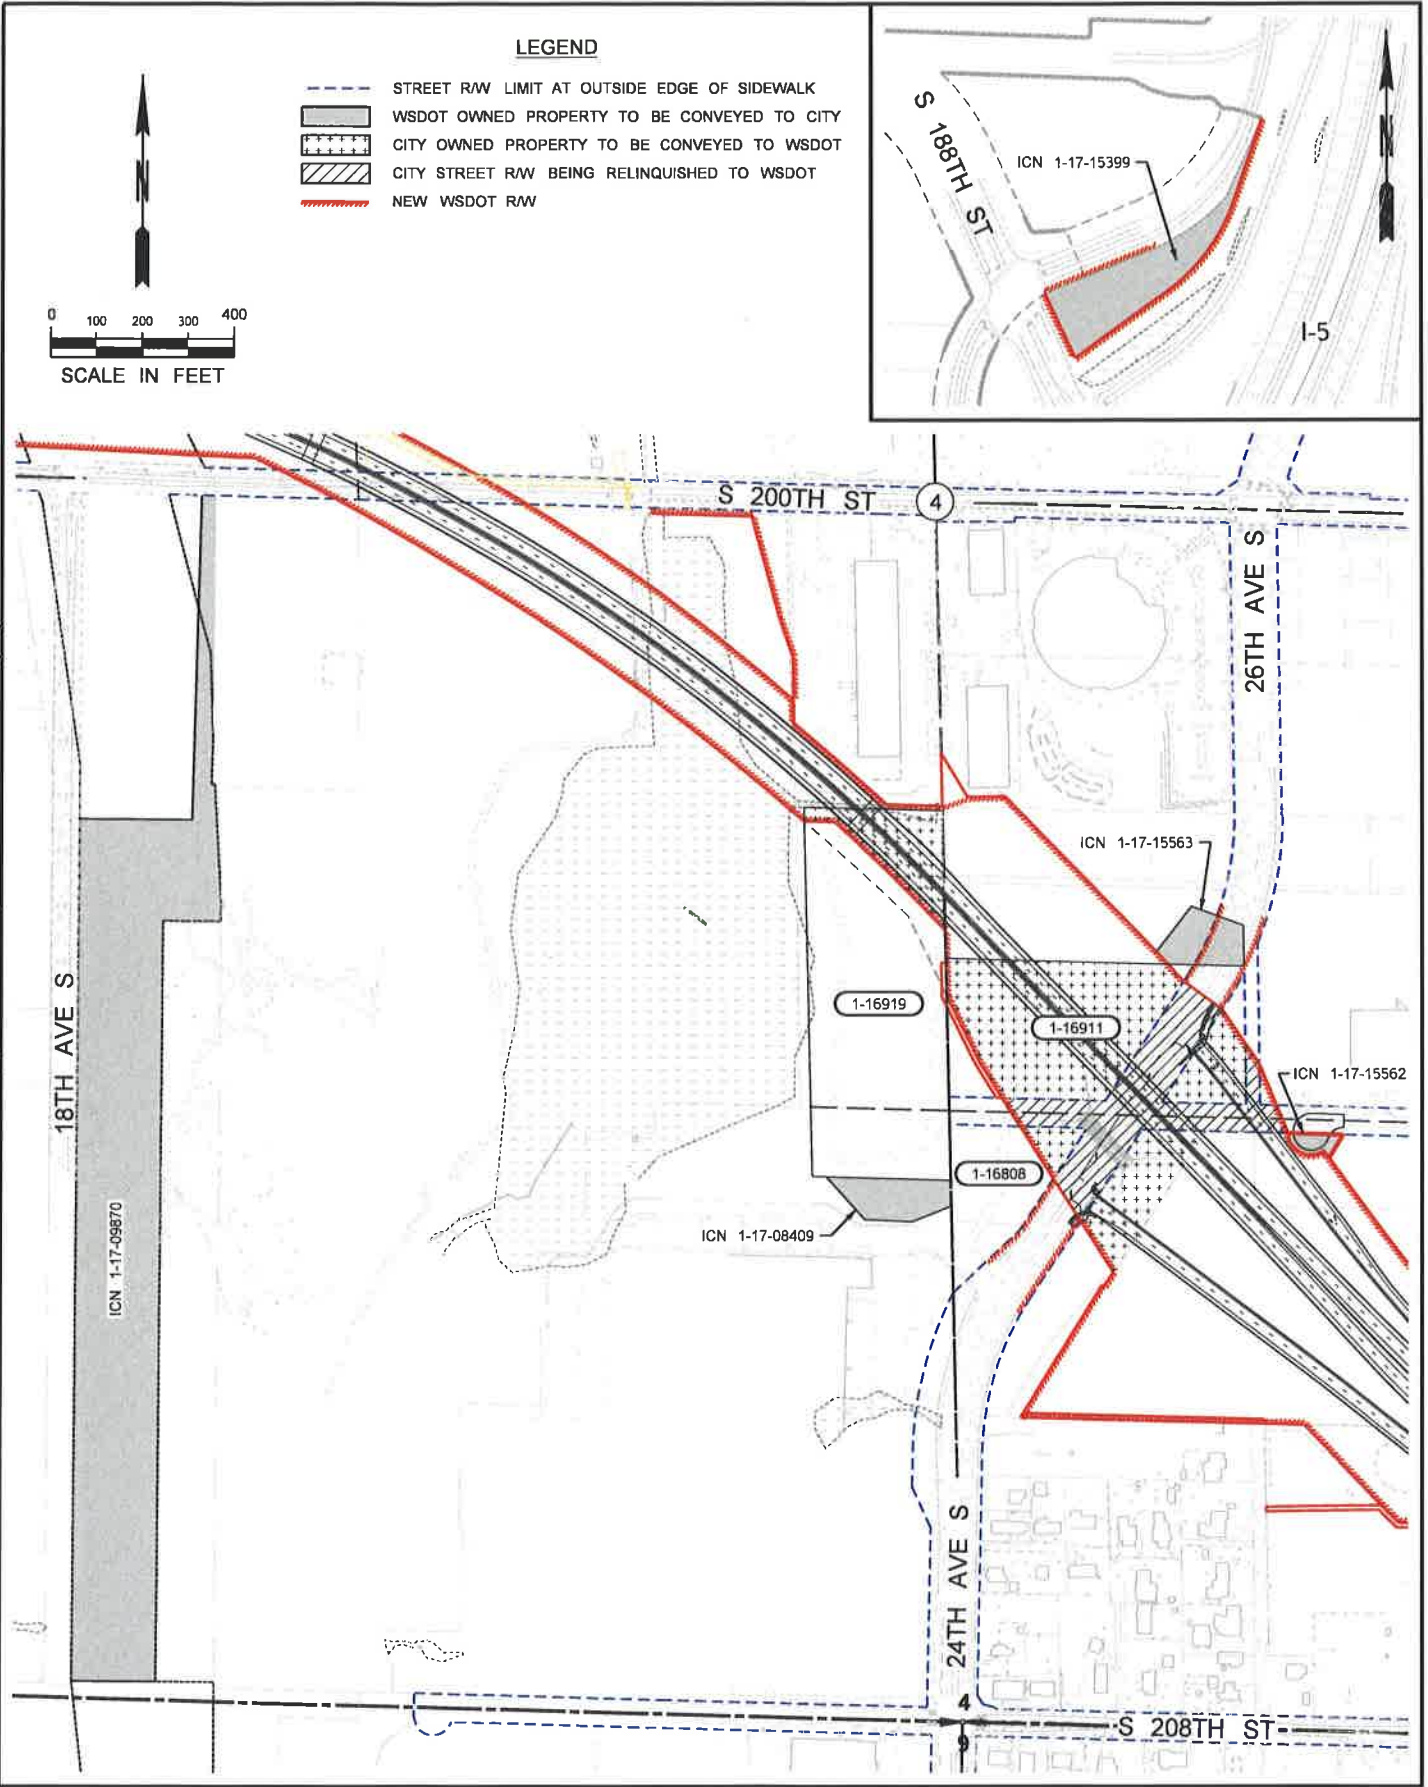 LEGEND
STREET R/W LIMIT AT OUTSIDE EDGE OF SIDEWALK
WSDOT OWNED PROPERTY TO BE CONVEYED TO CITY
CITY OWNED PROPERTY TO BE CONVEYED TO WSDOT
CITY STREET R/W BEING RELINQUISHED TO WSDOT
NEW WSDOT R/W
N
0 100 200 300 400
SCALE IN FEET
S 188TH ST
ICN 1-17-15399
N
I-5
S 200TH ST
4
26TH AVE S
ICN 1-17-15563
1-16919
1-16911
ICN 1-17-15562
18TH AVE S
1-16808
ICN 1-17-09870
ICN 1-17-08409
24TH AVE S
4
9
S 208TH ST